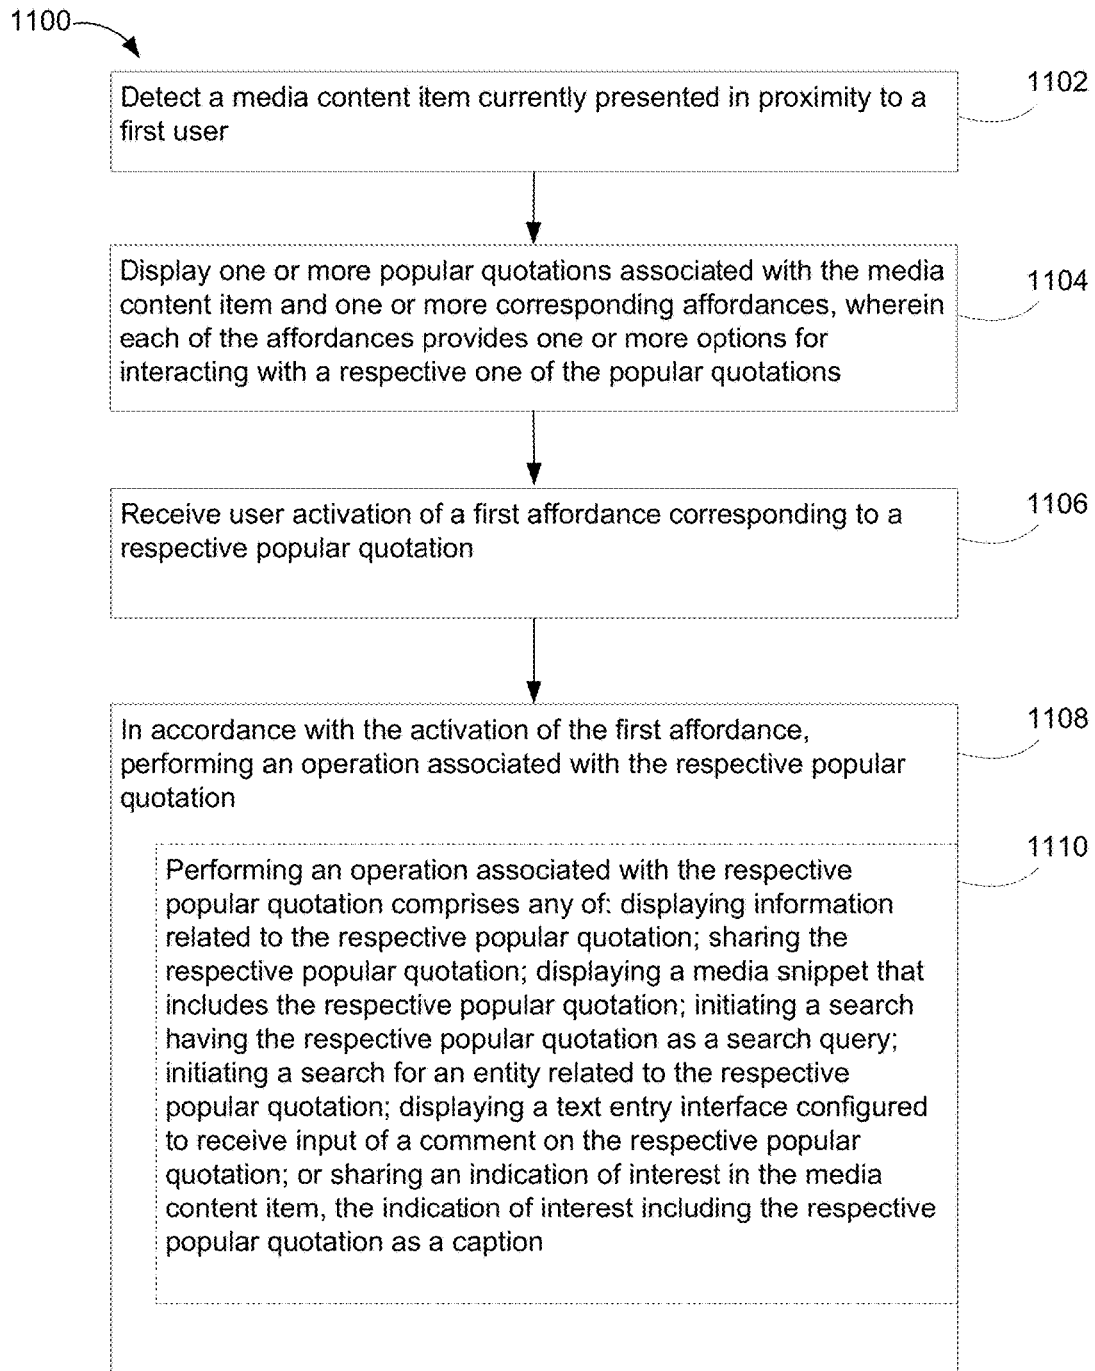 1100
1102
Detect a media content item currently presented in proximity to a
first user
1104
Display one or more popular quotations associated with the media
content item and one or more corresponding affordances, wherein
each of the affordances provides one or more options for
interacting with a respective one of the popular quotations
1106
Receive user activation of a first affordance corresponding to a
respective popular quotation
1108
In accordance with the activation of the first affordance,
performing an operation associated with the respective popular
quotation
1110
Performing an operation associated with the respective
popular quotation comprises any of: displaying information
related to the respective popular quotation; sharing the
respective popular quotation; displaying a media snippet that
includes the respective popular quotation; initiating a search
having the respective popular quotation as a search query;
initiating a search for an entity related to the respective
popular quotation; displaying a text entry interface configured
to receive input of a comment on the respective popular
quotation; or sharing an indication of interest in the media
content item, the indication of interest including the respective
popular quotation as a caption